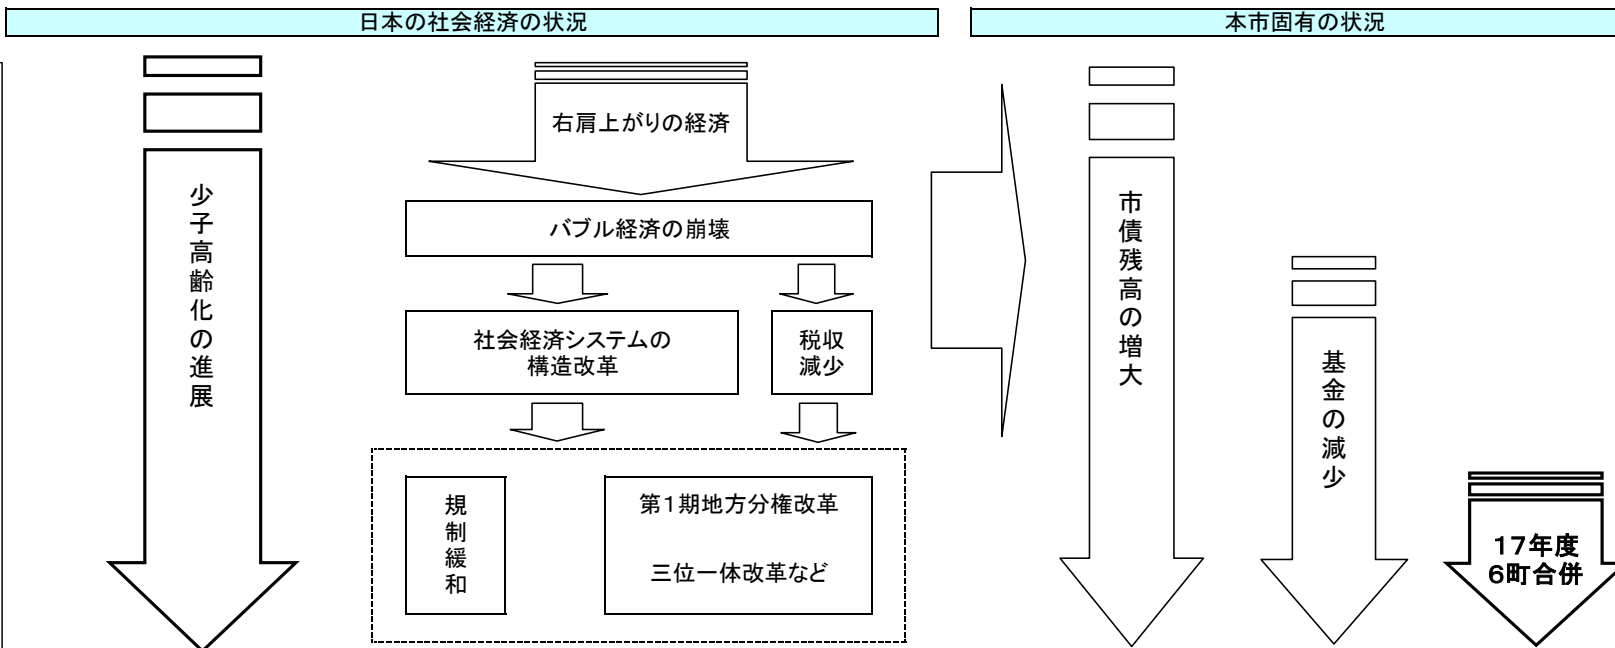 日本の社会経済の状況
本市固有の状況
少子高齢化の進展
右肩上がりの経済
バブル経済の崩壊
社会経済システムの
構造改革
税収
減少
規制緩和
第1期地方分権改革
三位一体改革など
市債残高の増大
基金の減少
17年度
6町合併